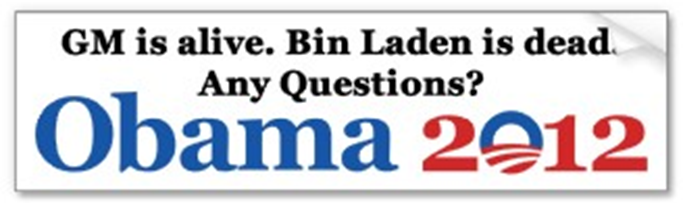 GM is alive. Bin Laden is dead.
Any Questions?
Obama 2012